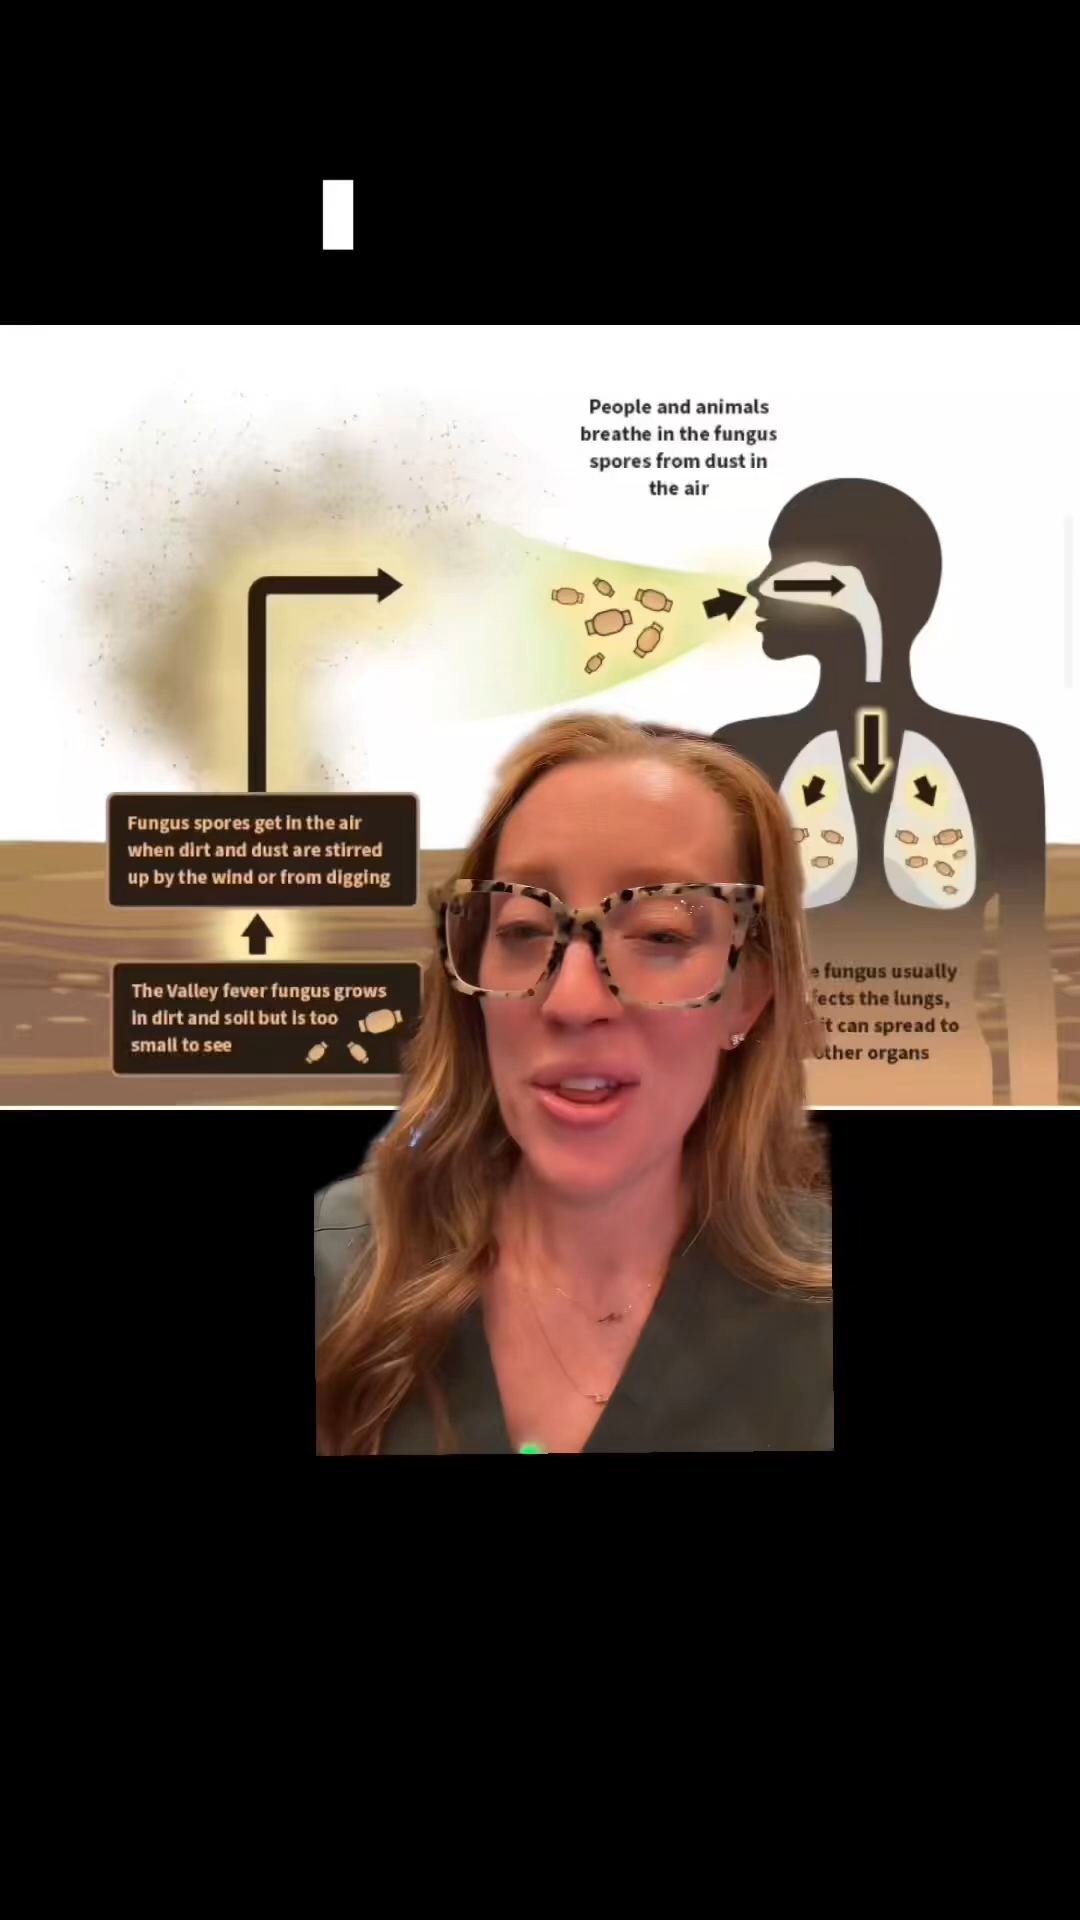 People and animals
breathe in the fungus
spores from dust in
the air
Fungus spores get in the air
when dirt and dust are stirred
up by the wind or from digging
The Valley fever fungus grows
in dirt and soil but is too
small to see
fungus usually
the lungs,
it can spread to
other organs